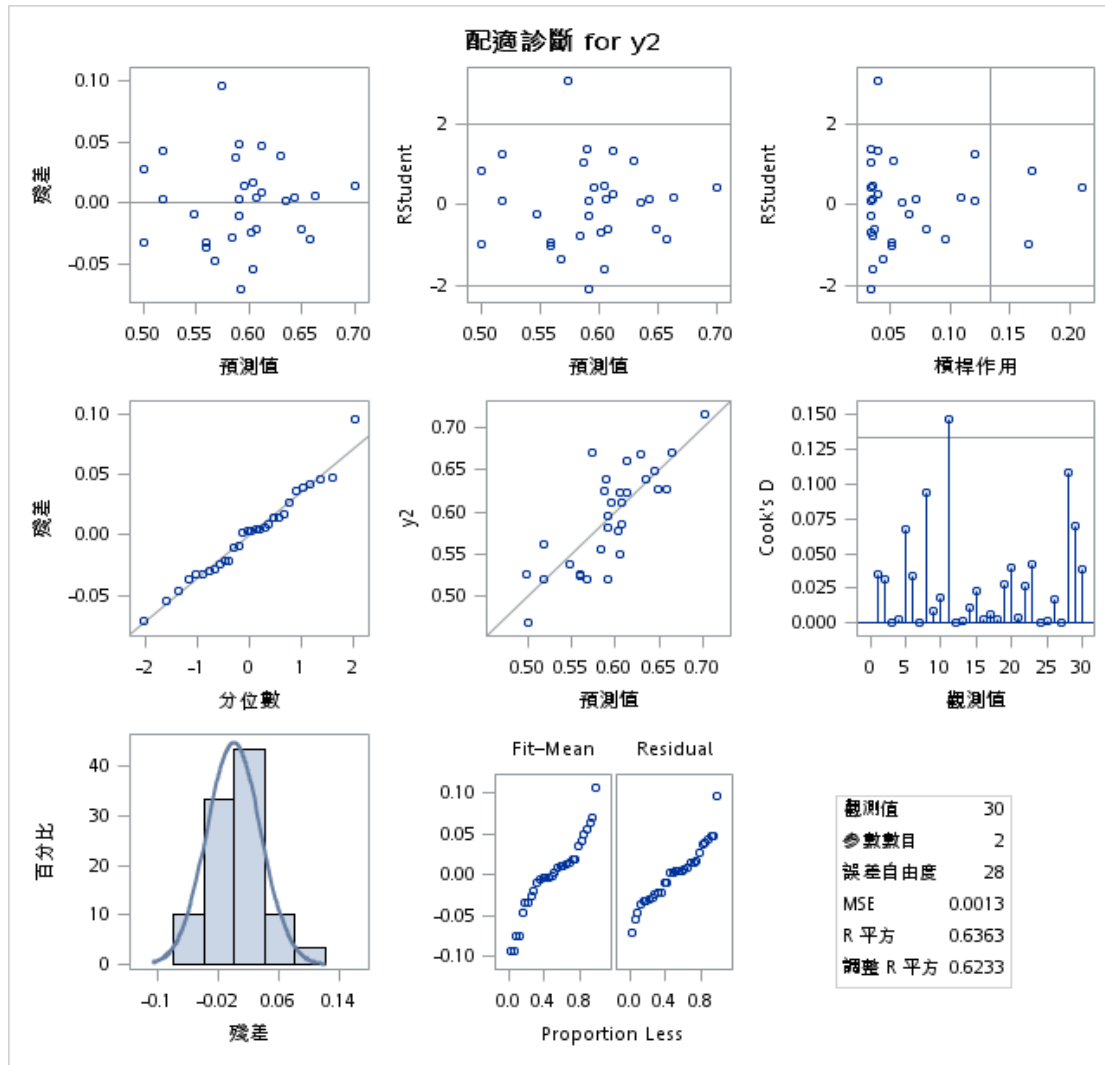 配適診斷 for y2
殘差
0.10
0.05
0.00
-0.05
0.50 0.55 0.60 0.65 0.70
預測值
RStudent
2
0
-2
0.50 0.55 0.60 0.65 0.70
預測值
RStudent
2
0
-2
0.05 0.10 0.15 0.20
槓桿作用
殘差
0.10
0.05
0.00
-0.05
-2 -1 0 1 2
分位數
y2
0.70
0.65
0.60
0.55
0.50
0.50 0.55 0.60 0.65 0.70
預測值
Cook's D
0.150
0.125
0.100
0.075
0.050
0.025
0.000
0 5 10 15 20 25 30
觀測值
百分比
40
30
20
10
0
-0.1 -0.02 0.06 0.14
殘差
Fit–Mean Residual
0.10
0.05
0.00
-0.05
-0.10
0.0 0.4 0.8 0.0 0.4 0.8
Proportion Less
觀測值 30
參數數目 2
誤差自由度 28
MSE 0.0013
R 平方 0.6363
調整 R 平方 0.6233